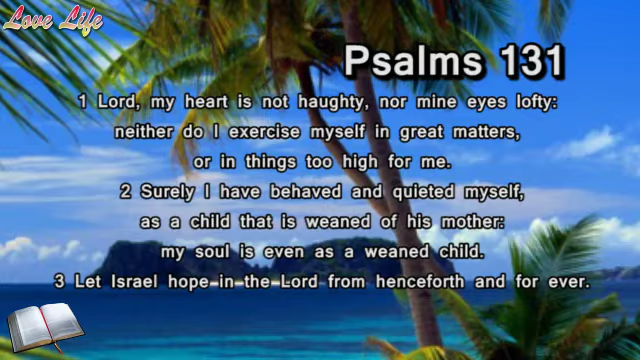 Love Life
Psalms 131
1 Lord, my heart is not haughty, nor mine eyes lofty:
neither do I exercise myself in great matters,
or in things too high for me.
2 Surely I have behaved and quieted myself,
as a child that is weaned of his mother:
my soul is even as a weaned child.
3 Let Israel hope in the Lord from henceforth and for ever.